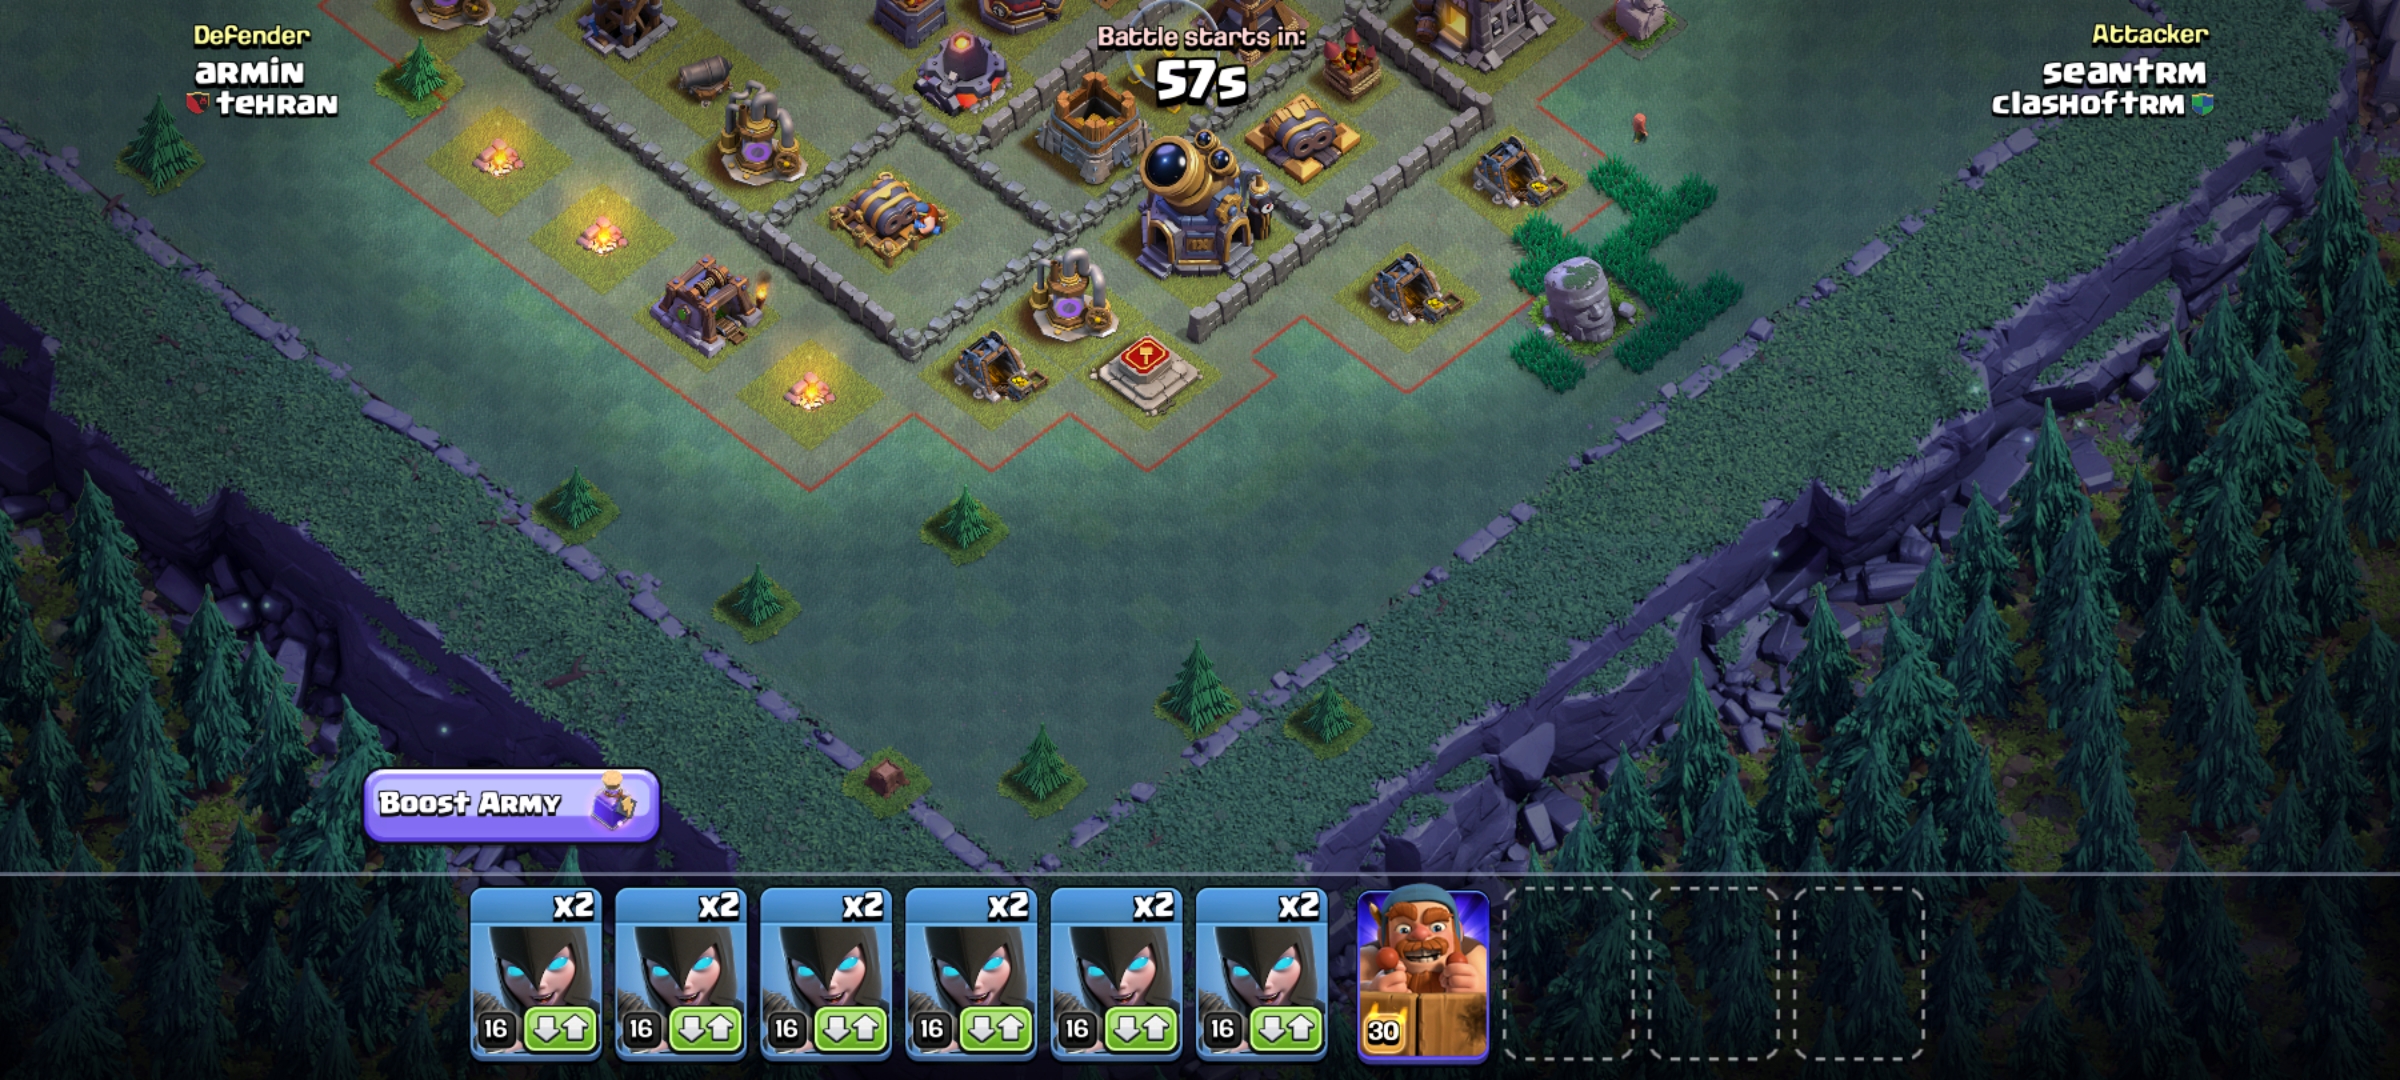 Defender
armin
tehran
Battle starts in:
57s
Attacker
seantrm
clashoftrm
Boost Army
x2
x2
x2
x2
x2
x2
16
16
16
16
16
16
30